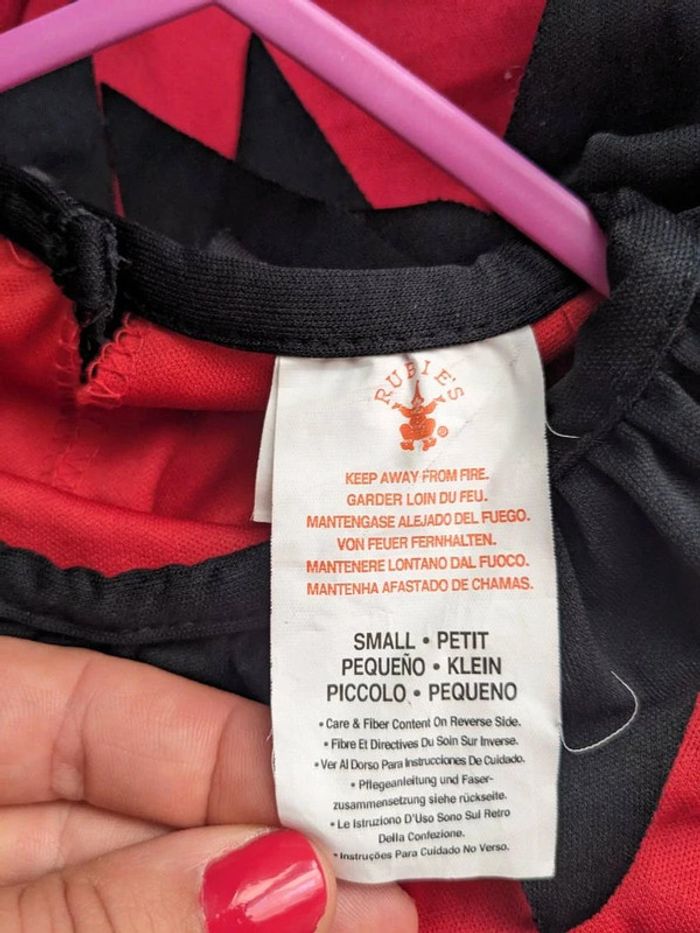 RUBIE'S
®
KEEP AWAY FROM FIRE.
GARDER LOIN DU FEU.
MANTENGASE ALEJADO DEL FUEGO.
VON FEUER FERNHALTEN.
MANTENERE LONTANO DAL FUOCO.
MANTENHA AFASTADO DE CHAMAS.
SMALL • PETIT
PEQUEÑO • KLEIN
PICCOLO • PEQUENO
• Care & Fiber Content On Reverse Side.
• Fibre Et Directives Du Soin Sur Inverse.
• Ver Al Dorso Para Instrucciones De Cuidado.
• Pflegeanleitung und Faser-
zusammensetzung siehe rückseite.
• Le Istruziono D'Uso Sono Sul Retro
Della Confezione.
• Instruções Para Cuidado No Verso.